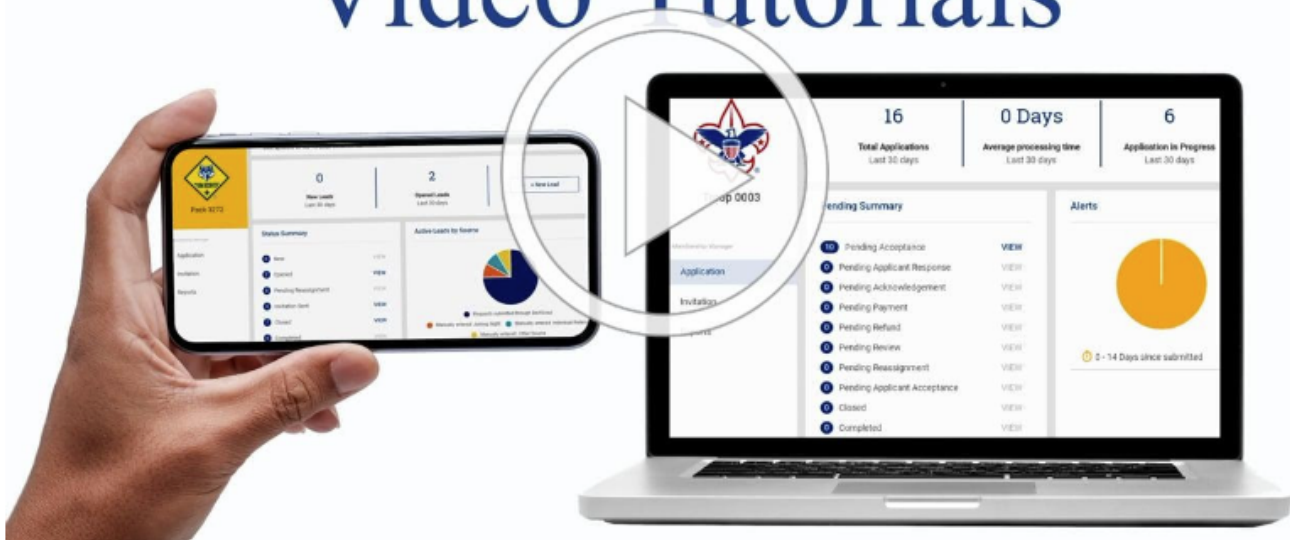 Video Tutorials
0
New Leads
Last 30 days
2
Opened Leads
Last 30 days
+ New Lead
Pack 3272
Application
Invitation
Reports
Status Summary
New VIEW
Opened VIEW
Pending Reassignment VIEW
Invitation Sent VIEW
Closed VIEW
Completed VIEW
Active Leads by Source
16
Total Applications
Last 30 days
0 Days
Average processing time
Last 30 days
6
Application in Progress
Last 30 days
0003
Membership Manager
Application
Invitation
Pending Summary
10 Pending Acceptance VIEW
0 Pending Applicant Response VIEW
0 Pending Acknowledgement VIEW
0 Pending Payment VIEW
0 Pending Refund VIEW
0 Pending Review VIEW
0 Pending Reassignment VIEW
0 Pending Applicant Acceptance VIEW
0 Closed VIEW
0 Completed VIEW
Alerts
0 - 14 Days since submitted